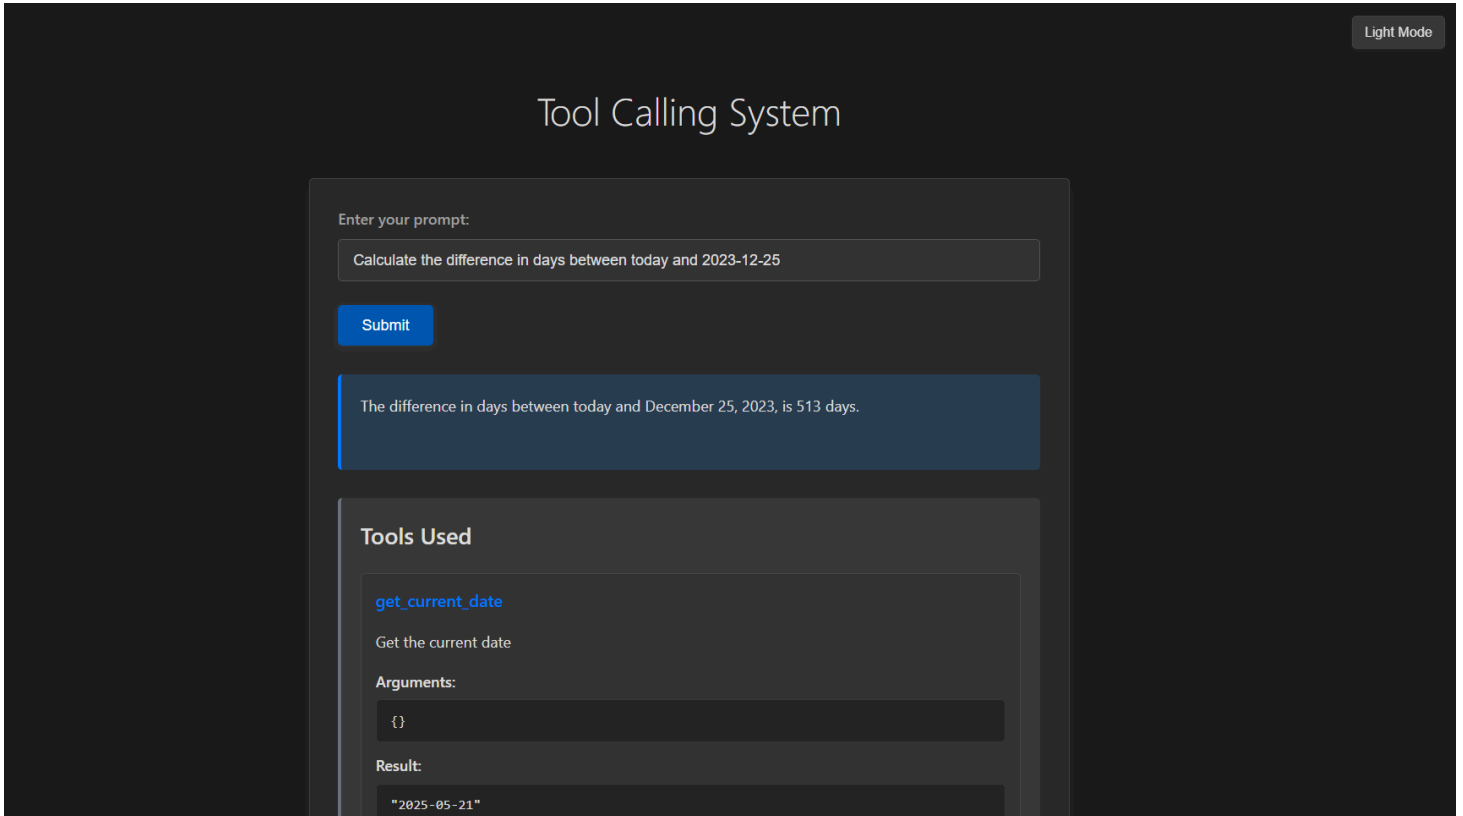 Light Mode
Tool Calling System
Enter your prompt:
Calculate the difference in days between today and 2023-12-25
Submit
The difference in days between today and December 25, 2023, is 513 days.
Tools Used
get_current_date
Get the current date
Arguments:
{}
Result:
"2025-05-21"